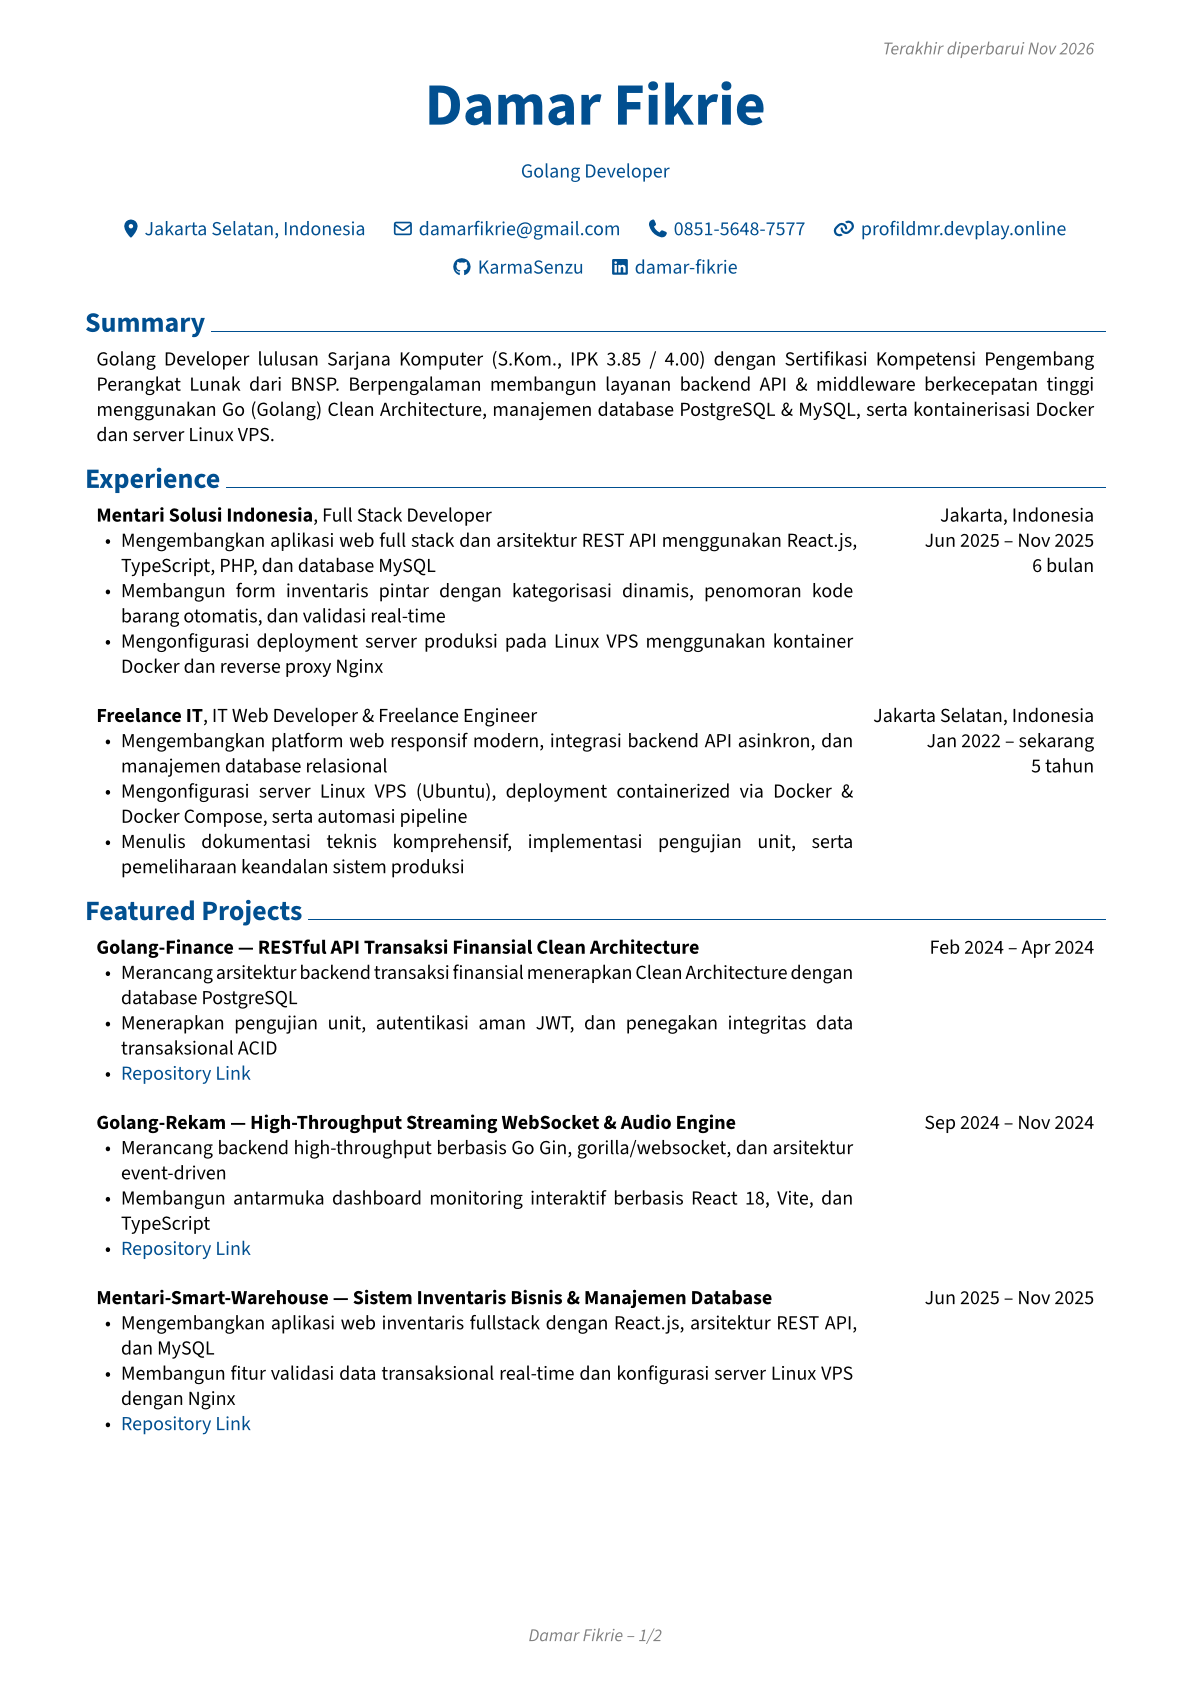 Terakhir diperbarui Nov 2026
Damar Fikrie
Golang Developer
Jakarta Selatan, Indonesia damarfikrie@gmail.com 0851-5648-7577 profildmr.devplay.online
KarmaSenzu damar-fikrie
Summary
Golang Developer lulusan Sarjana Komputer (S.Kom., IPK 3.85 / 4.00) dengan Sertifikasi Kompetensi Pengembang
Perangkat Lunak dari BNSP. Berpengalaman membangun layanan backend API & middleware berkecepatan tinggi
menggunakan Go (Golang) Clean Architecture, manajemen database PostgreSQL & MySQL, serta kontainerisasi Docker
dan server Linux VPS.
Experience
Mentari Solusi Indonesia, Full Stack Developer Jakarta, Indonesia
• Mengembangkan aplikasi web full stack dan arsitektur REST API menggunakan React.js, Jun 2025 – Nov 2025
TypeScript, PHP, dan database MySQL 6 bulan
• Membangun form inventaris pintar dengan kategorisasi dinamis, penomoran kode
barang otomatis, dan validasi real-time
• Mengonfigurasi deployment server produksi pada Linux VPS menggunakan kontainer
Docker dan reverse proxy Nginx
Freelance IT, IT Web Developer & Freelance Engineer Jakarta Selatan, Indonesia
• Mengembangkan platform web responsif modern, integrasi backend API asinkron, dan Jan 2022 – sekarang
manajemen database relasional 5 tahun
• Mengonfigurasi server Linux VPS (Ubuntu), deployment containerized via Docker &
Docker Compose, serta automasi pipeline
• Menulis dokumentasi teknis komprehensif, implementasi pengujian unit, serta
pemeliharaan keandalan sistem produksi
Featured Projects
Golang-Finance — RESTful API Transaksi Finansial Clean Architecture Feb 2024 – Apr 2024
• Merancang arsitektur backend transaksi finansial menerapkan Clean Architecture dengan
database PostgreSQL
• Menerapkan pengujian unit, autentikasi aman JWT, dan penegakan integritas data
transaksional ACID
• Repository Link
Golang-Rekam — High-Throughput Streaming WebSocket & Audio Engine Sep 2024 – Nov 2024
• Merancang backend high-throughput berbasis Go Gin, gorilla/websocket, dan arsitektur
event-driven
• Membangun antarmuka dashboard monitoring interaktif berbasis React 18, Vite, dan
TypeScript
• Repository Link
Mentari-Smart-Warehouse — Sistem Inventaris Bisnis & Manajemen Database Jun 2025 – Nov 2025
• Mengembangkan aplikasi web inventaris fullstack dengan React.js, arsitektur REST API,
dan MySQL
• Membangun fitur validasi data transaksional real-time dan konfigurasi server Linux VPS
dengan Nginx
• Repository Link
Damar Fikrie – 1/2